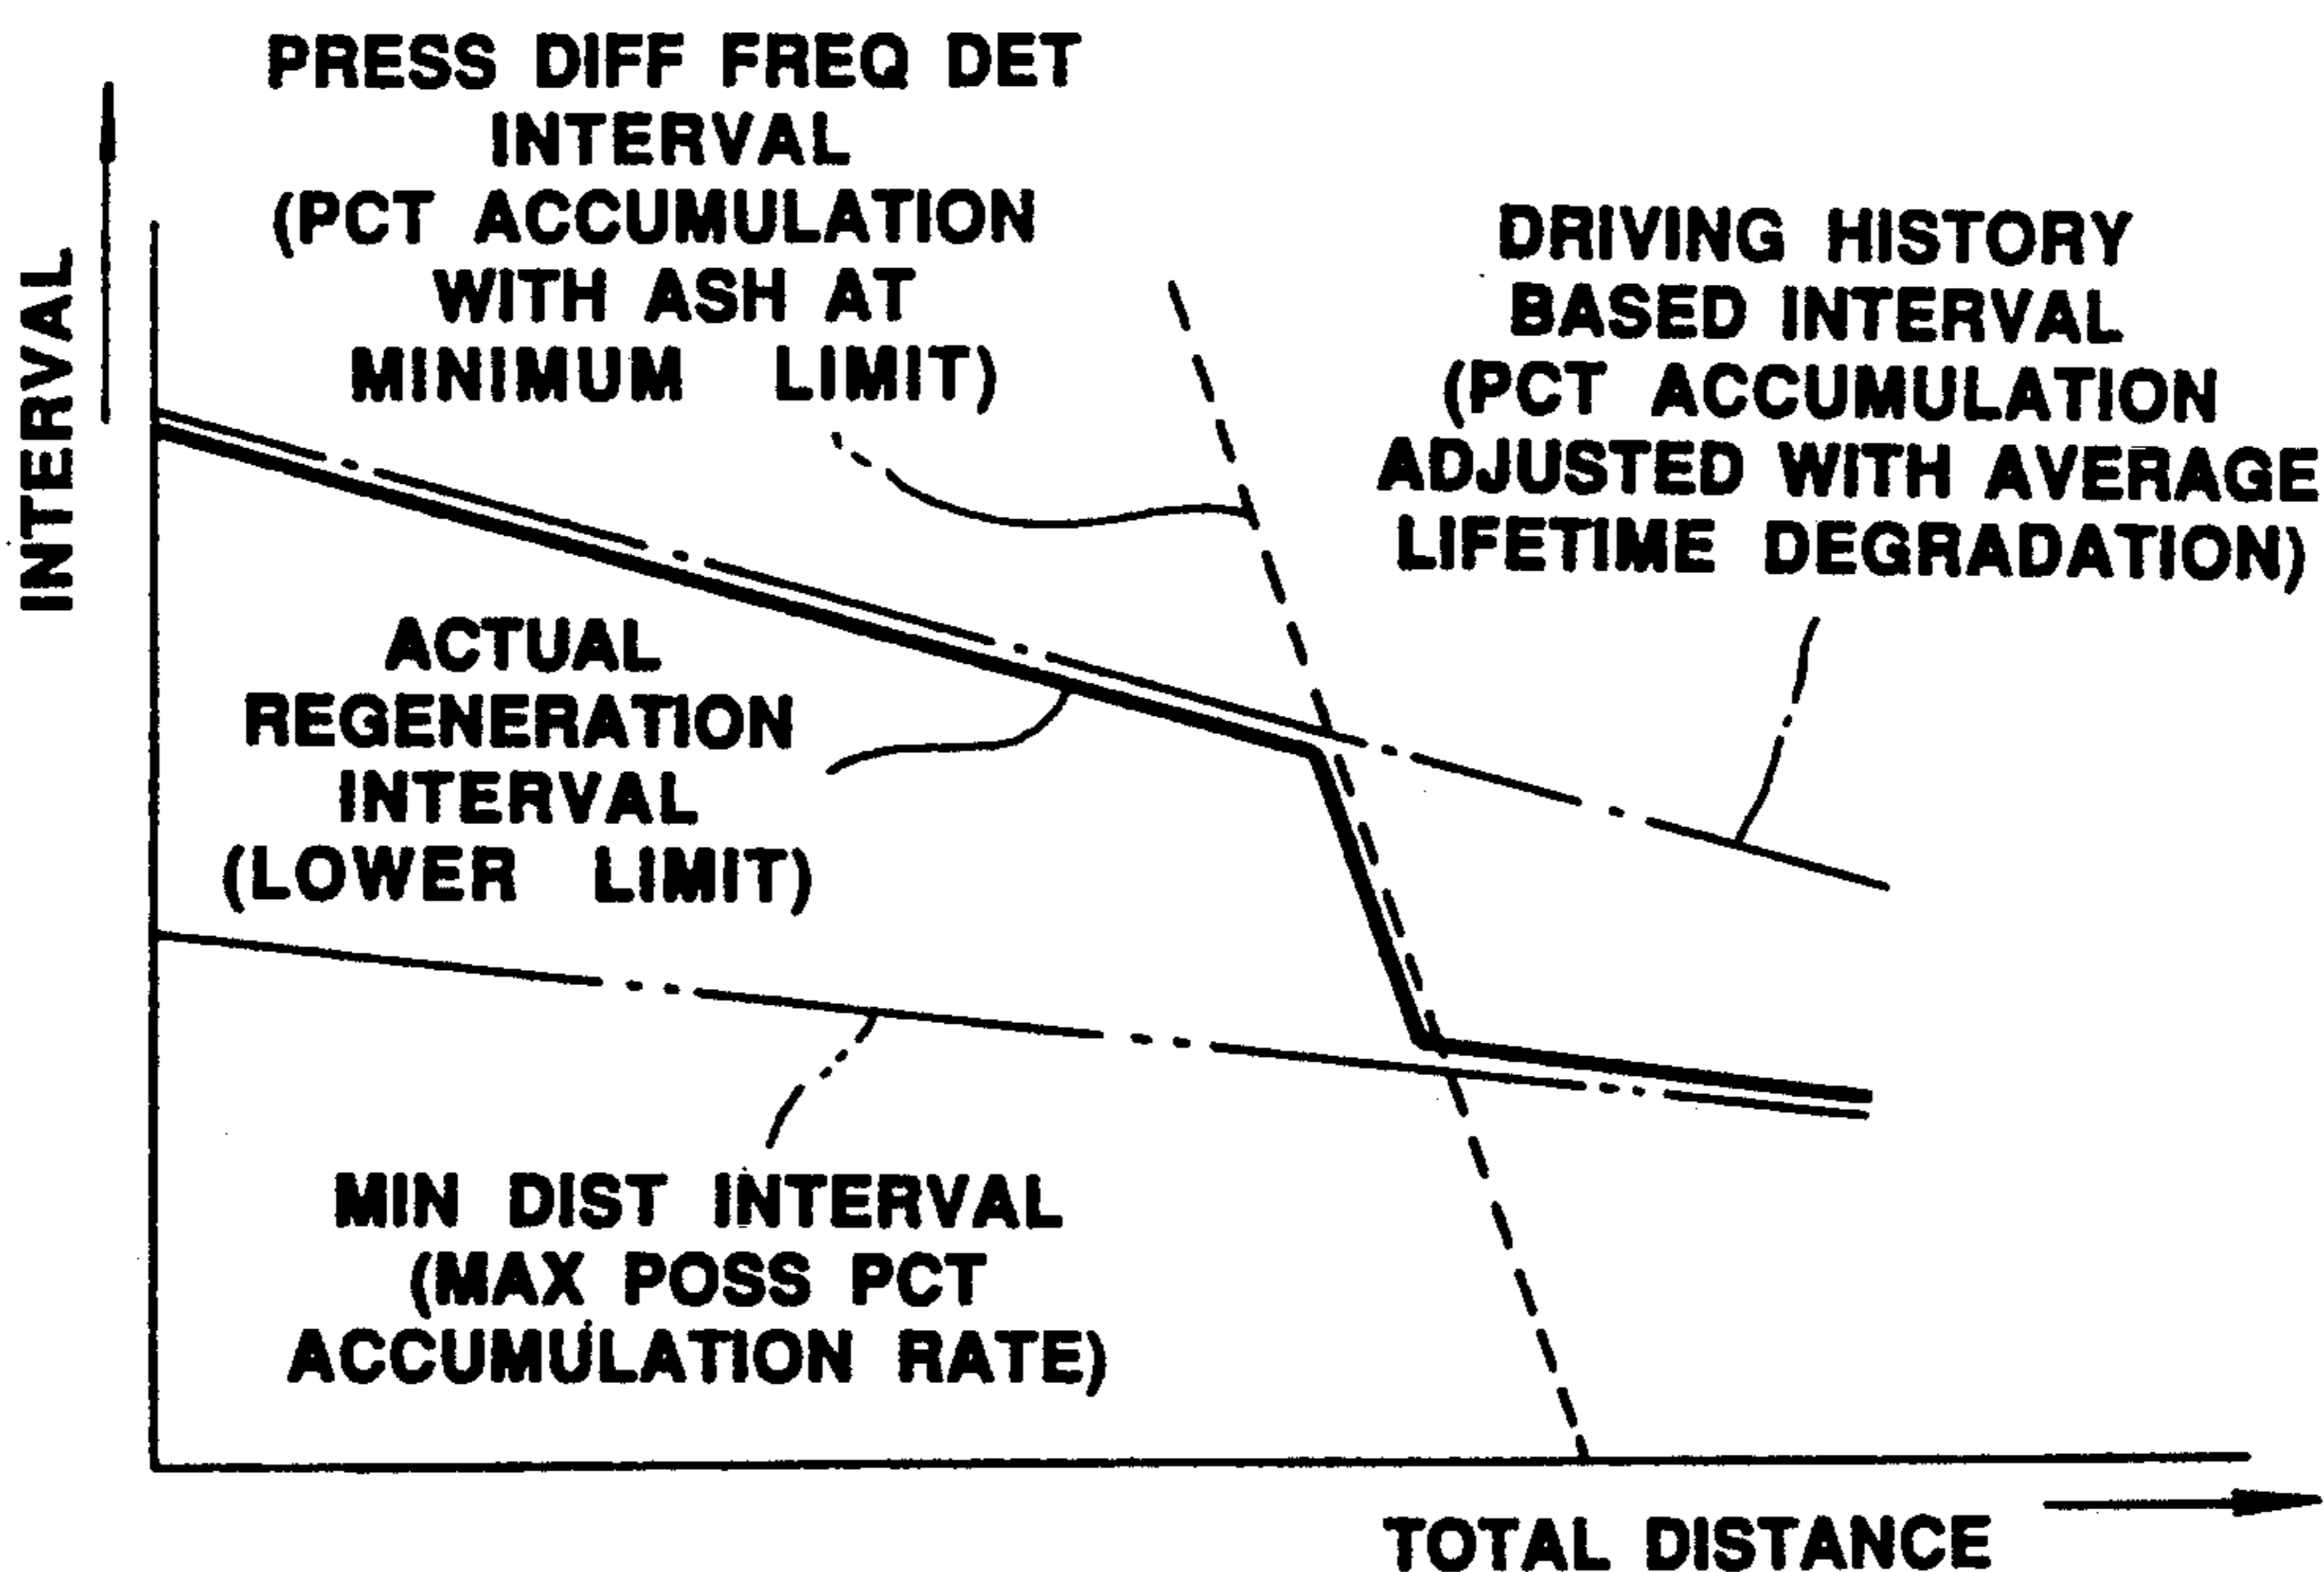 PRESS DIFF FREQ DET
INTERVAL
(PCT ACCUMULATION
WITH ASH AT
MINIMUM LIMIT)
DRIVING HISTORY
BASED INTERVAL
(PCT ACCUMULATION
ADJUSTED WITH AVERAGE
LIFETIME DEGRADATION)
INTERVAL
ACTUAL
REGENERATION
INTERVAL
(LOWER LIMIT)
MIN DIST INTERVAL
(MAX POSS PCT
ACCUMULATION RATE)
TOTAL DISTANCE